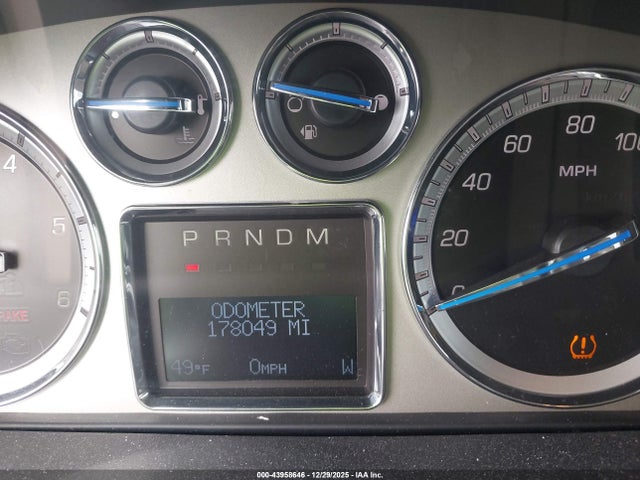 4
5
6
BRAKE
P R N D M
ODOMETER
178049 MI
49°F 0MPH W
0
20
40
60
80
100
MPH
-000-43958646 - 12/29/2025 - IAA Inc.